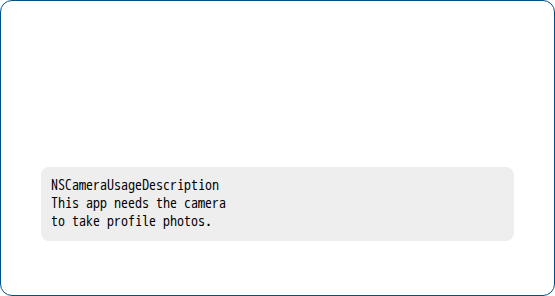 NSCameraUsageDescription
This app needs the camera
to take profile photos.